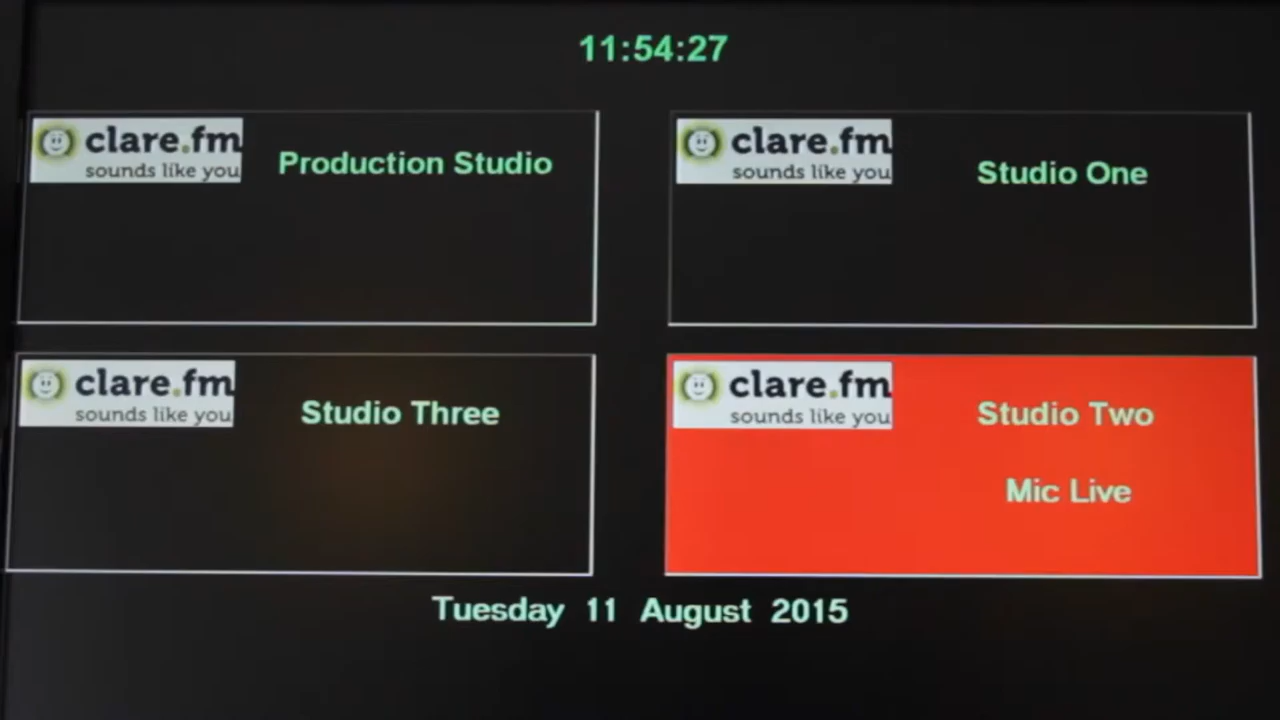 11:54:27
clare.fm
sounds like you
Production Studio
clare.fm
sounds like you
Studio One
clare.fm
sounds like you
Studio Three
clare.fm
sounds like you
Studio Two
Mic Live
Tuesday 11 August 2015